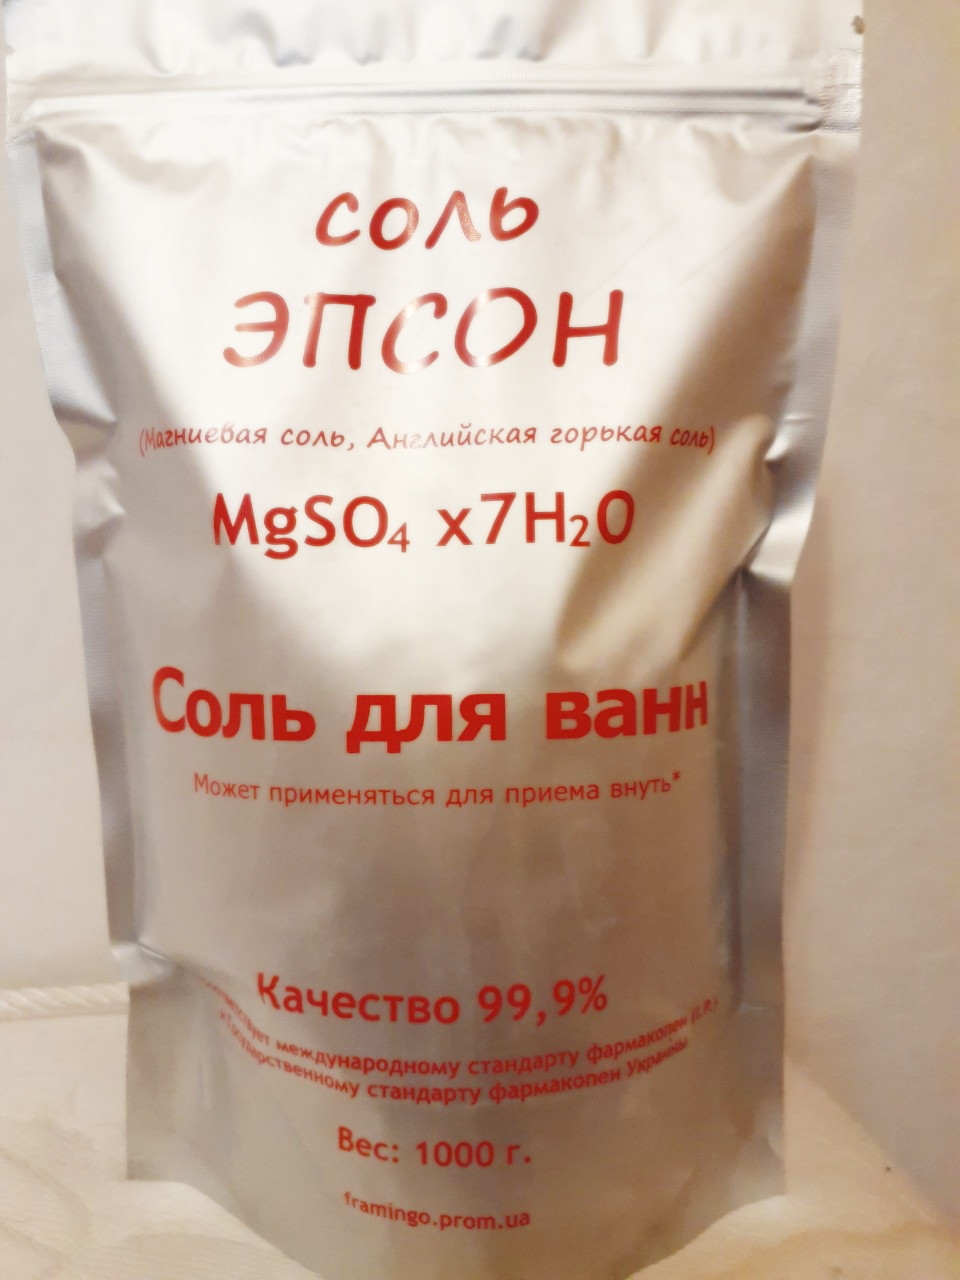 соль
ЭПСОН
(Магниевая соль, Английская горькая соль)
MgSO₄ x7H₂O
Соль для ванн
Может применяться для приема внуть*
Качество 99,9%
Соответствует международному стандарту фармакопеи (I.P.)
и Государственному стандарту фармакопеи Украины
Вес: 1000 г.
framingo.prom.ua